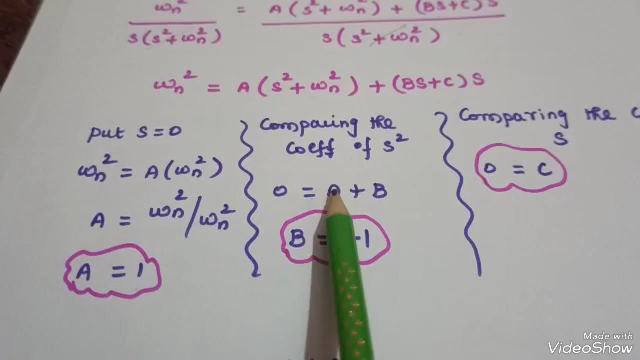 ωn² / s(s²+ωn²) = A(s²+ωn²)+(Bs+C)s / s(s²+ωn²)
ωn² = A(s²+ωn²)+(Bs+C)s
put s=0
ωn² = A(ωn²)
A = ωn²/ωn²
A = 1
Comparing the
coeff of s²
0 = + B
B = -1
Comparing the
s
0 = C
Made with
VideoShow